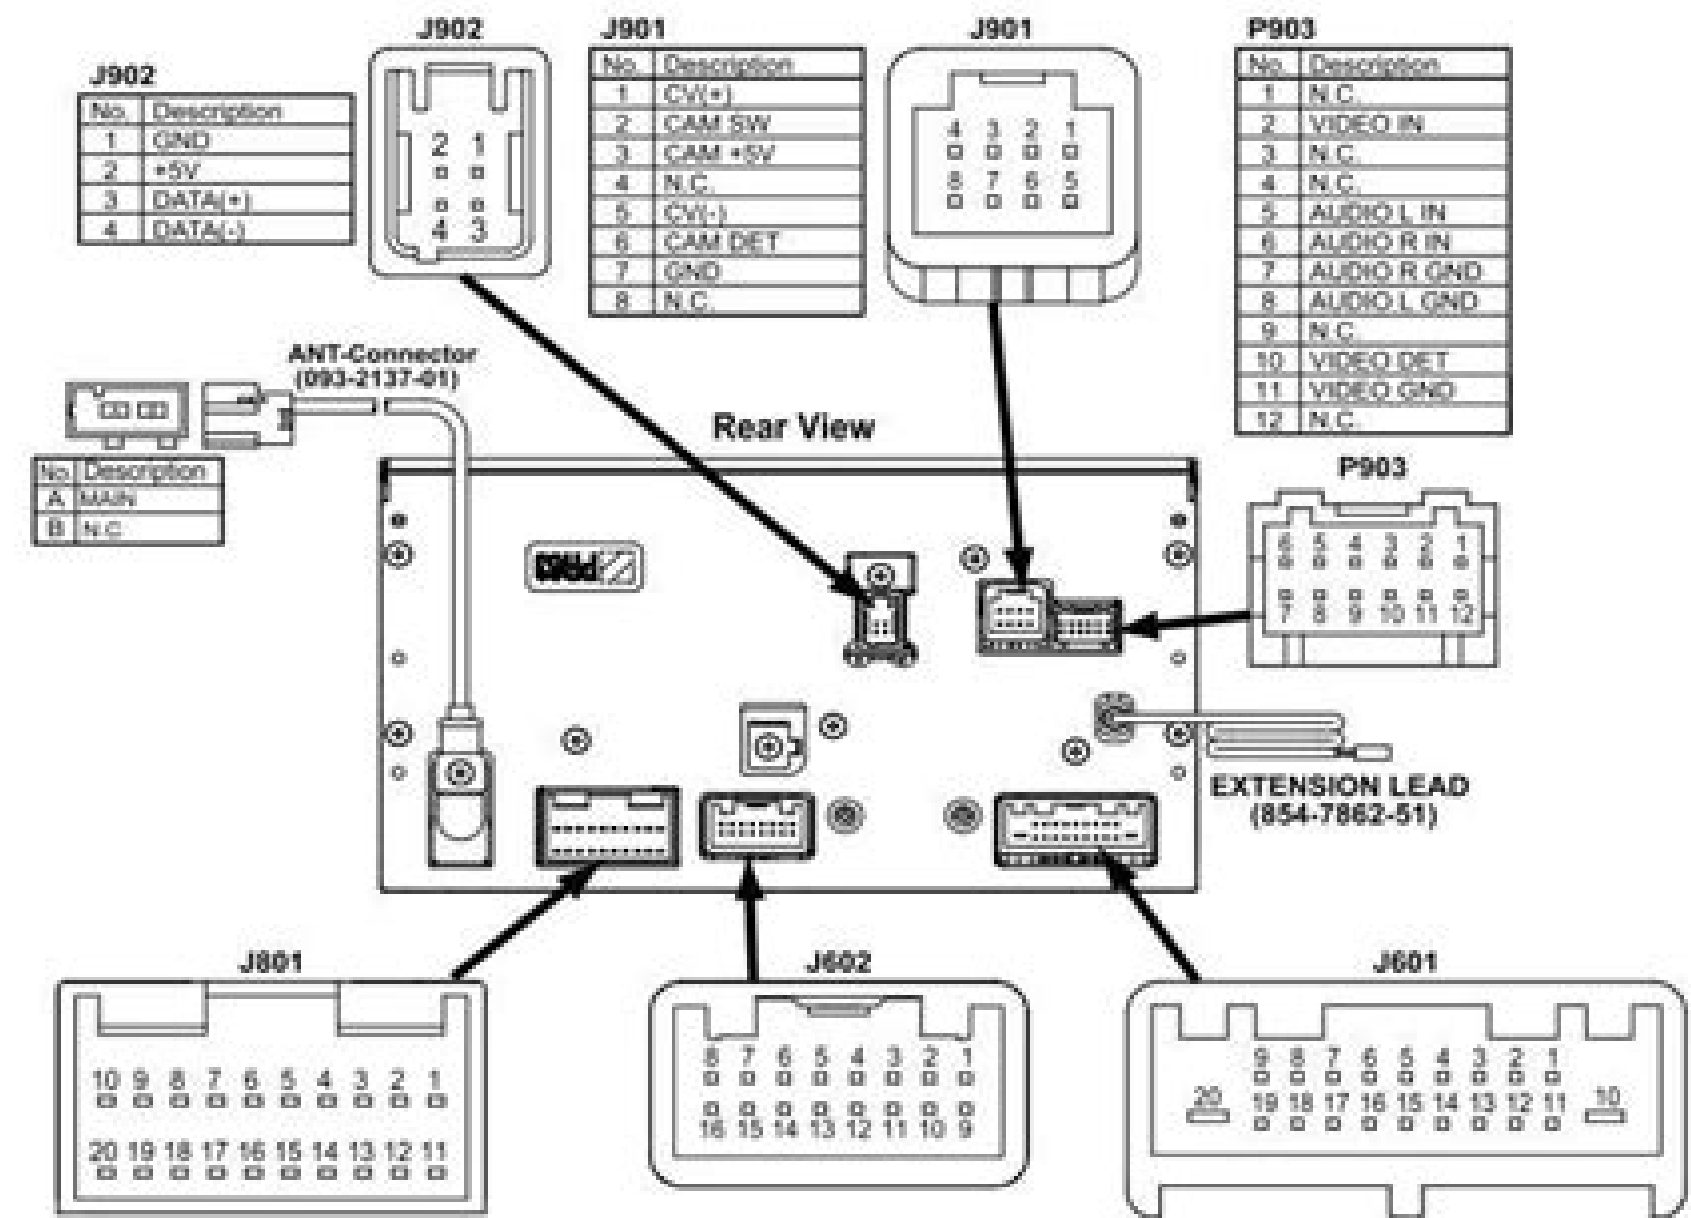 J902
No. Description
1 GND
2 +5V
3 DATA(+)
4 DATA(-)
J902
2 1
4 3
J901
No. Description
1 CV(+)
2 CAM SW
3 CAM +5V
4 N.C.
5 CV(-)
6 CAM DET
7 GND
8 N.C.
J901
4 3 2 1
8 7 6 5
P903
No. Description
1 N.C.
2 VIDEO IN
3 N.C.
4 N.C.
5 AUDIO L IN
6 AUDIO R IN
7 AUDIO R GND
8 AUDIO L GND
9 N.C.
10 VIDEO DET
11 VIDEO GND
12 N.C.
ANT-Connector
(093-2137-01)
No. Description
A MAIN
B N.C
Rear View
P903
6 5 4 3 2 1
7 8 9 10 11 12
EXTENSION LEAD
(854-7862-51)
J801
10 9 8 7 6 5 4 3 2 1
20 19 18 17 16 15 14 13 12 11
J602
8 7 6 5 4 3 2 1
16 15 14 13 12 11 10 9
J601
9 8 7 6 5 4 3 2 1
20 19 18 17 16 15 14 13 12 11 10